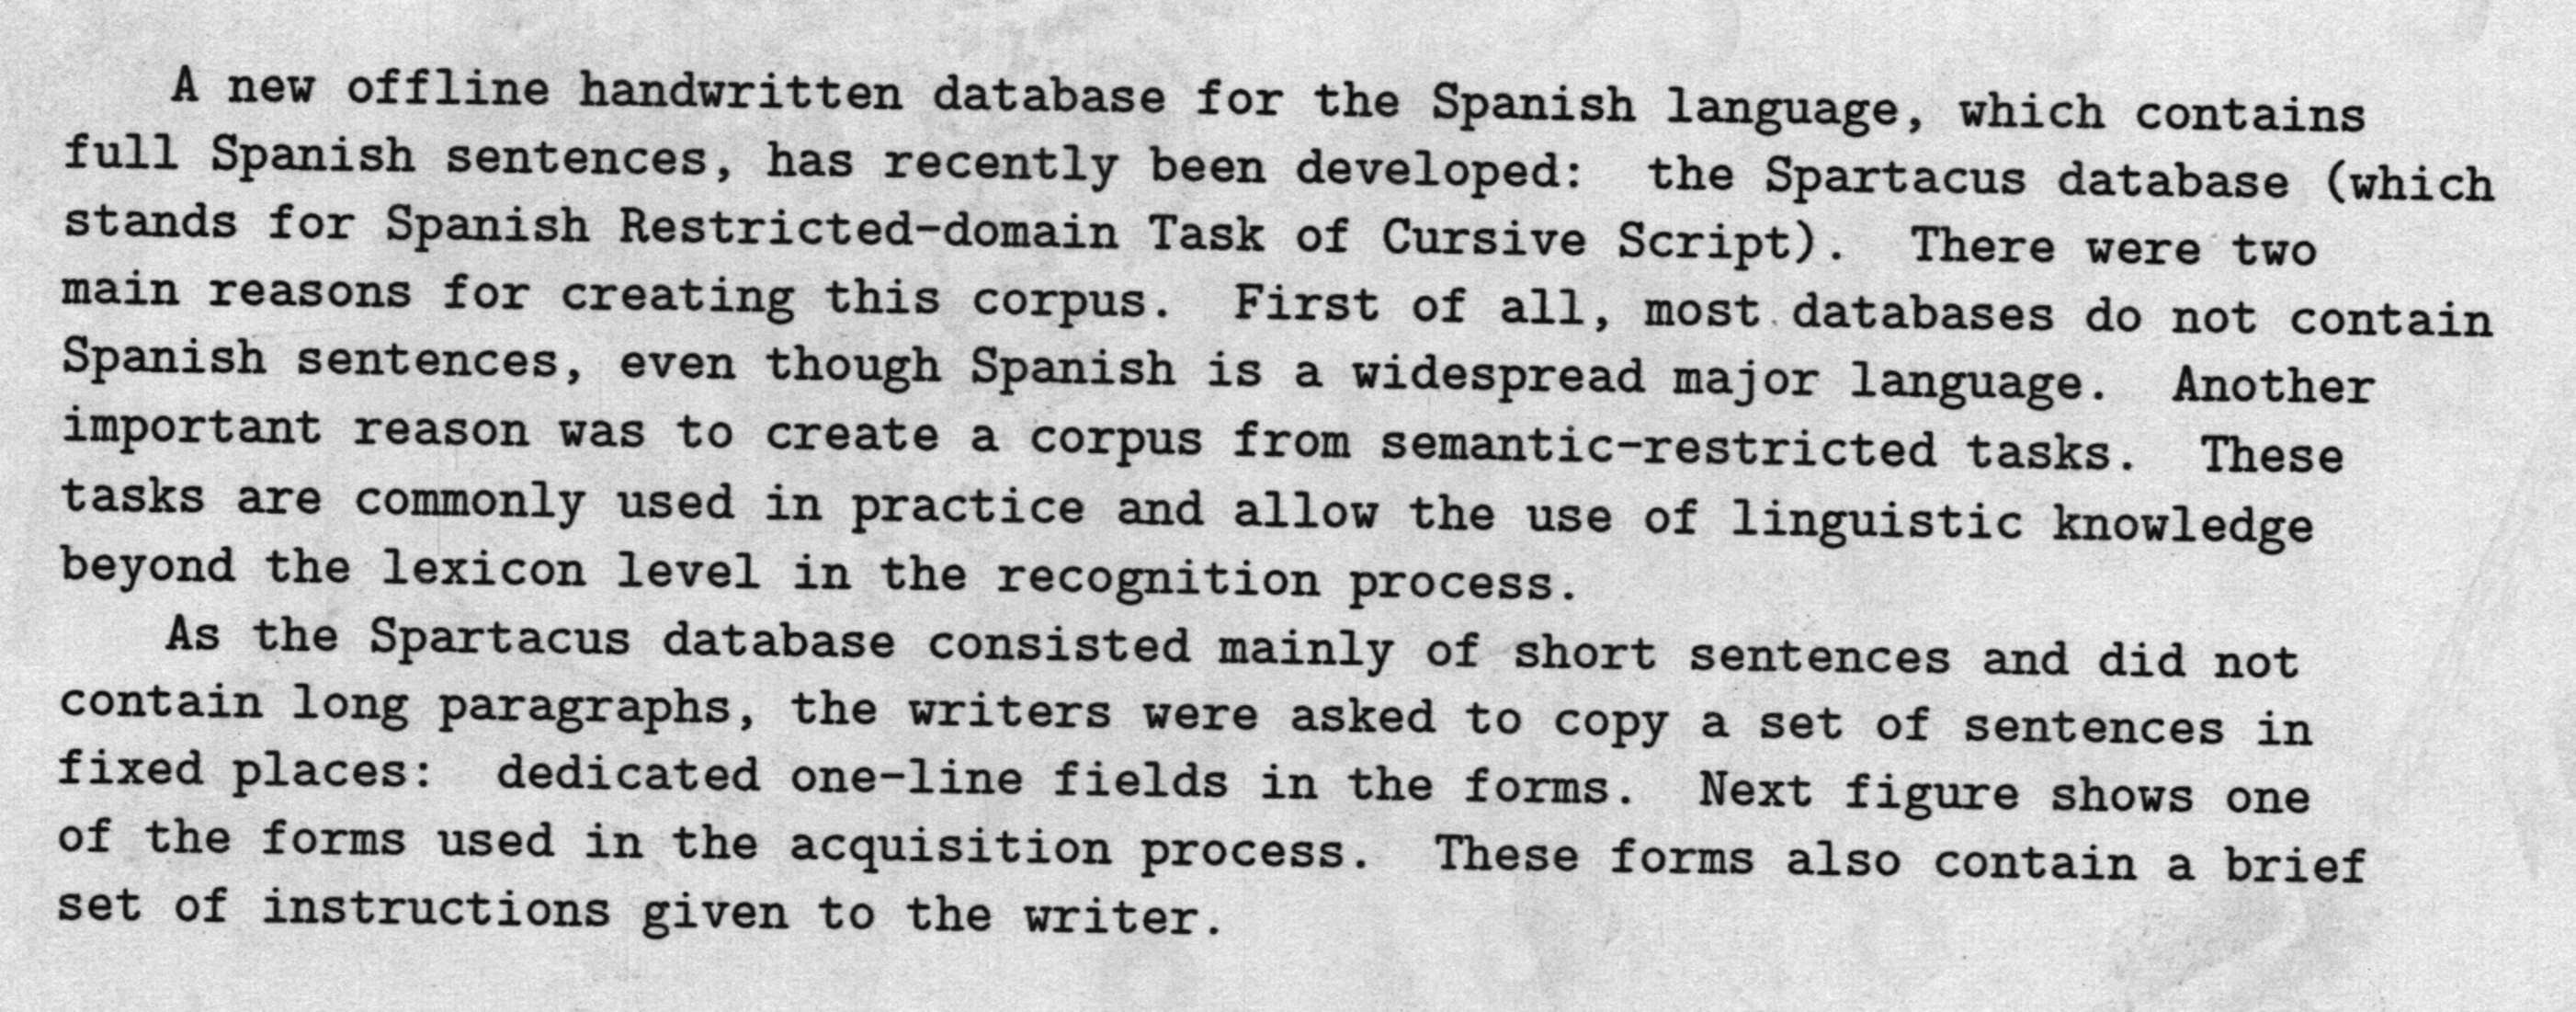 A new offline handwritten database for the Spanish language, which contains
full Spanish sentences, has recently been developed: the Spartacus database (which
stands for Spanish Restricted-domain Task of Cursive Script). There were two
main reasons for creating this corpus. First of all, most databases do not contain
Spanish sentences, even though Spanish is a widespread major language. Another
important reason was to create a corpus from semantic-restricted tasks. These
tasks are commonly used in practice and allow the use of linguistic knowledge
beyond the lexicon level in the recognition process.
As the Spartacus database consisted mainly of short sentences and did not
contain long paragraphs, the writers were asked to copy a set of sentences in
fixed places: dedicated one-line fields in the forms. Next figure shows one
of the forms used in the acquisition process. These forms also contain a brief
set of instructions given to the writer.